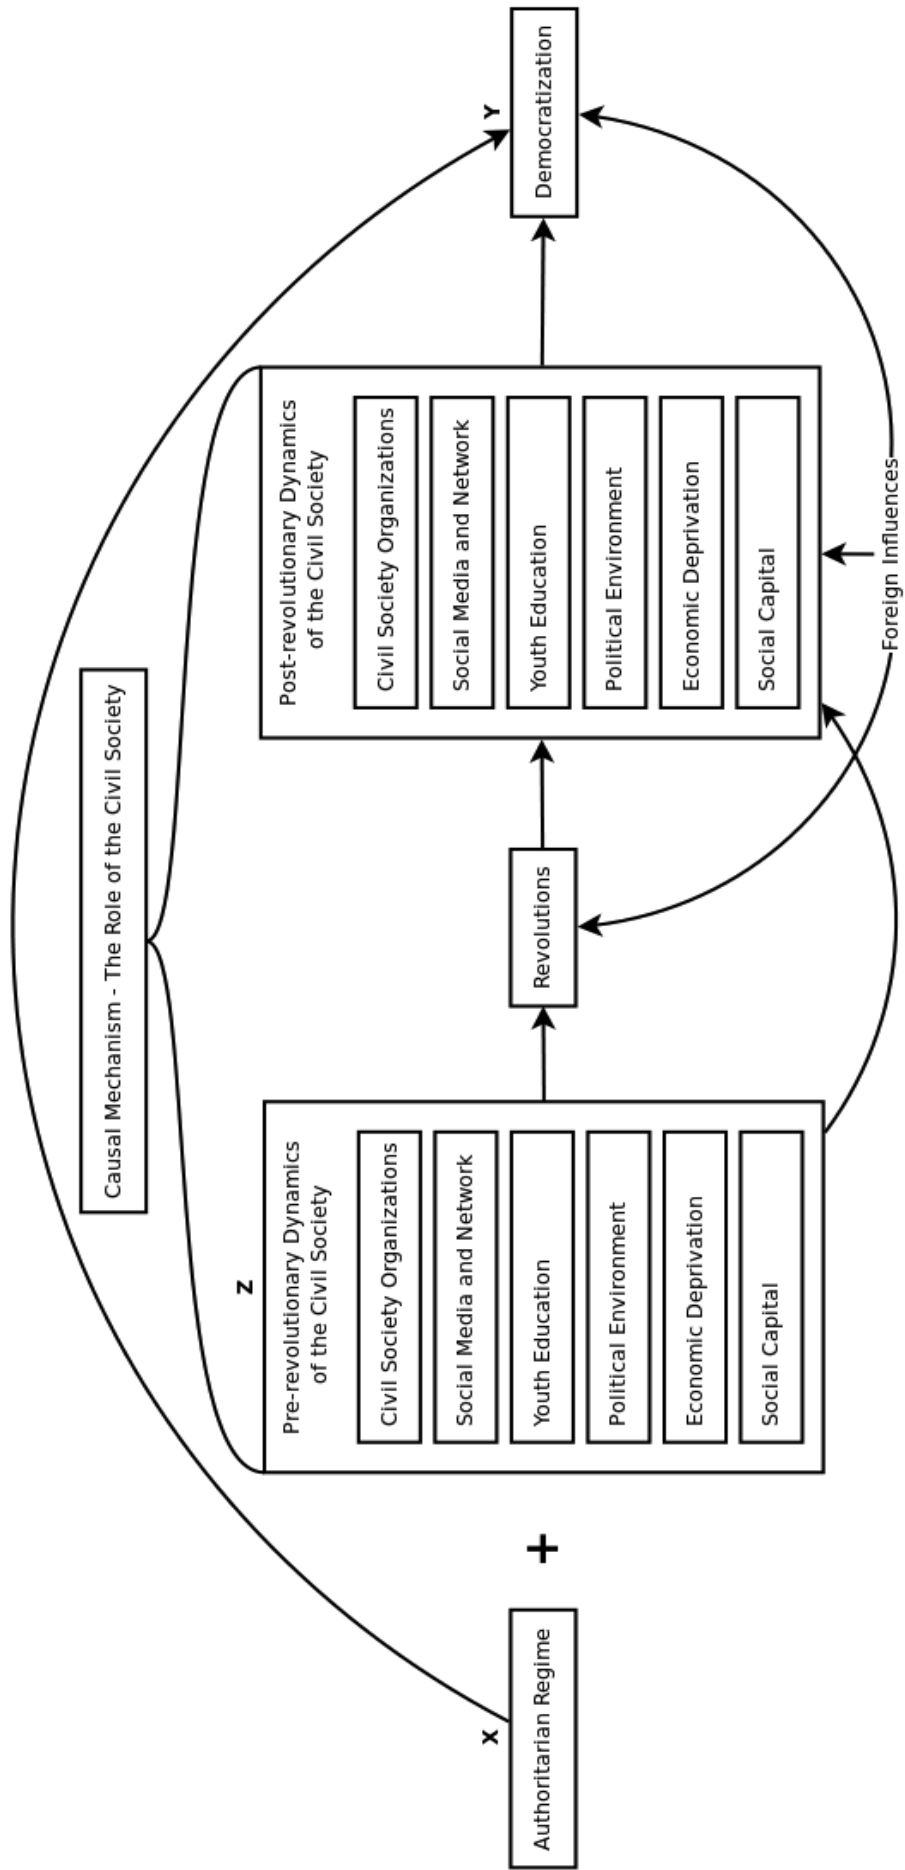 Causal Mechanism - The Role of the Civil Society
X
Authoritarian Regime
+
Z
Pre-revolutionary Dynamics
of the Civil Society
Civil Society Organizations
Social Media and Network
Youth Education
Political Environment
Economic Deprivation
Social Capital
Revolutions
Post-revolutionary Dynamics
of the Civil Society
Civil Society Organizations
Social Media and Network
Youth Education
Political Environment
Economic Deprivation
Social Capital
Y
Democratization
Foreign Influences